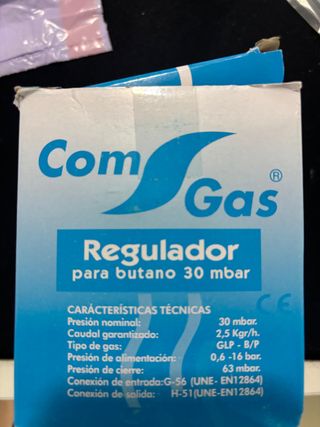 Com
Gas®
Regulador
para butano 30 mbar
CARÁCTERÍSTICAS TÉCNICAS
Presión nominal: 30 mbar.
Caudal garantizado: 2,5 Kgr/h.
Tipo de gas: GLP - B/P
Presión de alimentación: 0,6 -16 bar.
Presión de cierre: 63 mbar.
Conexión de entrada: G-56 (UNE- EN12864)
Conexión de salida: H-51(UNE-EN12864)
CE